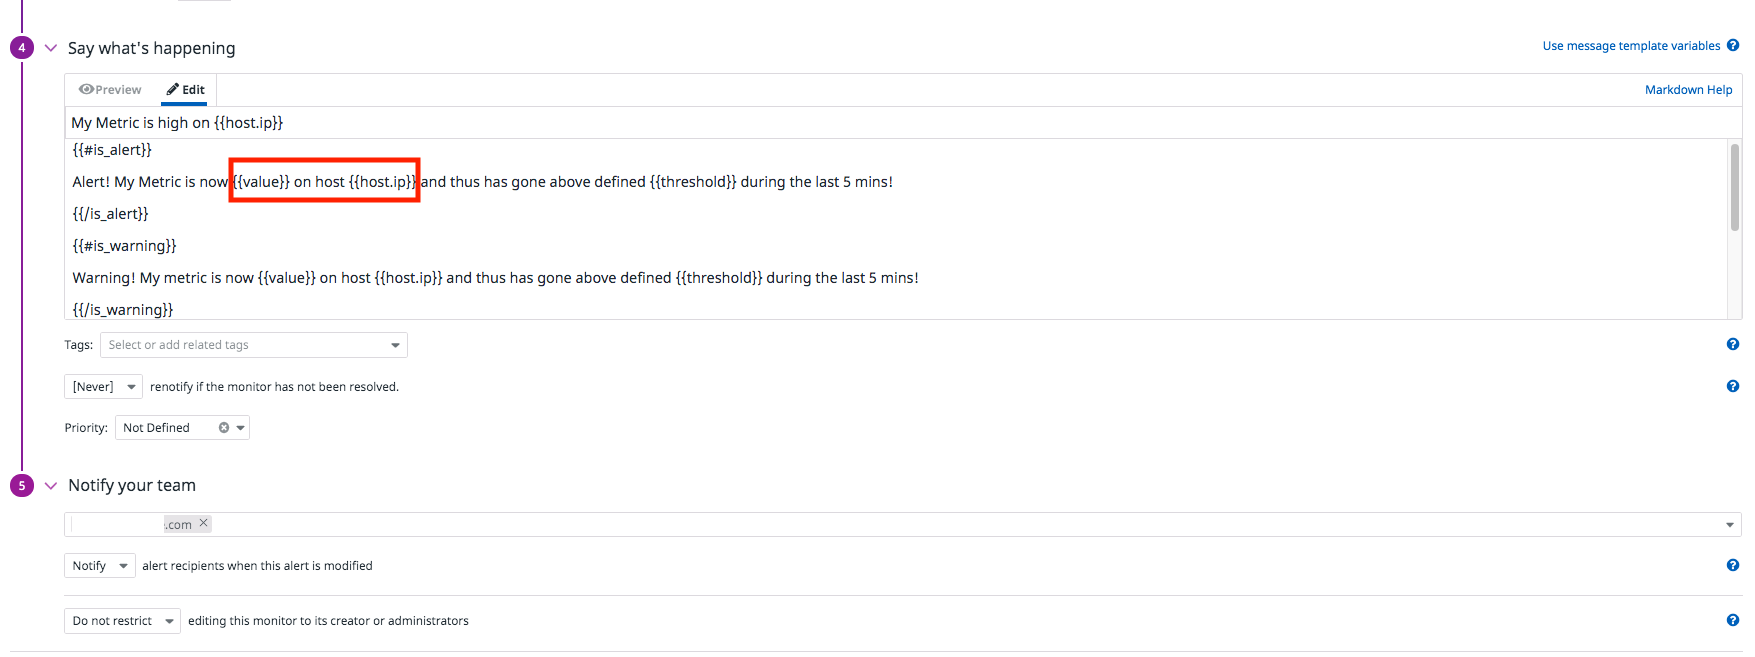 4 Say what's happening Use message template variables ?
Preview Edit Markdown Help
My Metric is high on {{host.ip}}
{{#is_alert}}
Alert! My Metric is now {{value}} on host {{host.ip}} and thus has gone above defined {{threshold}} during the last 5 mins!
{{/is_alert}}
{{#is_warning}}
Warning! My metric is now {{value}} on host {{host.ip}} and thus has gone above defined {{threshold}} during the last 5 mins!
{{/is_warning}}
Tags: Select or add related tags ?
[Never] renotify if the monitor has not been resolved. ?
Priority: Not Defined
5 Notify your team
.com ×
Notify alert recipients when this alert is modified ?
Do not restrict editing this monitor to its creator or administrators ?